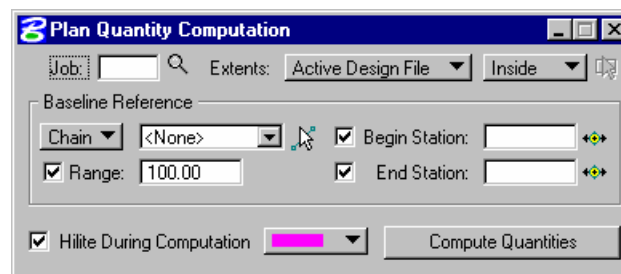 Plan Quantity Computation
Job: Extents: Active Design File Inside
Baseline Reference
Chain <None> Begin Station:
Range: 100.00 End Station:
Hilite During Computation Compute Quantities